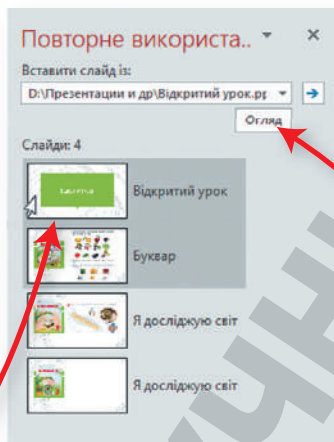 Повторне використа..
Вставити слайд із:
D:\Презентации и др\Відкритий урок.pp
Огляд
Слайди: 4
Відкритий урок
Буквар
Я досліджую світ
Я досліджую світ